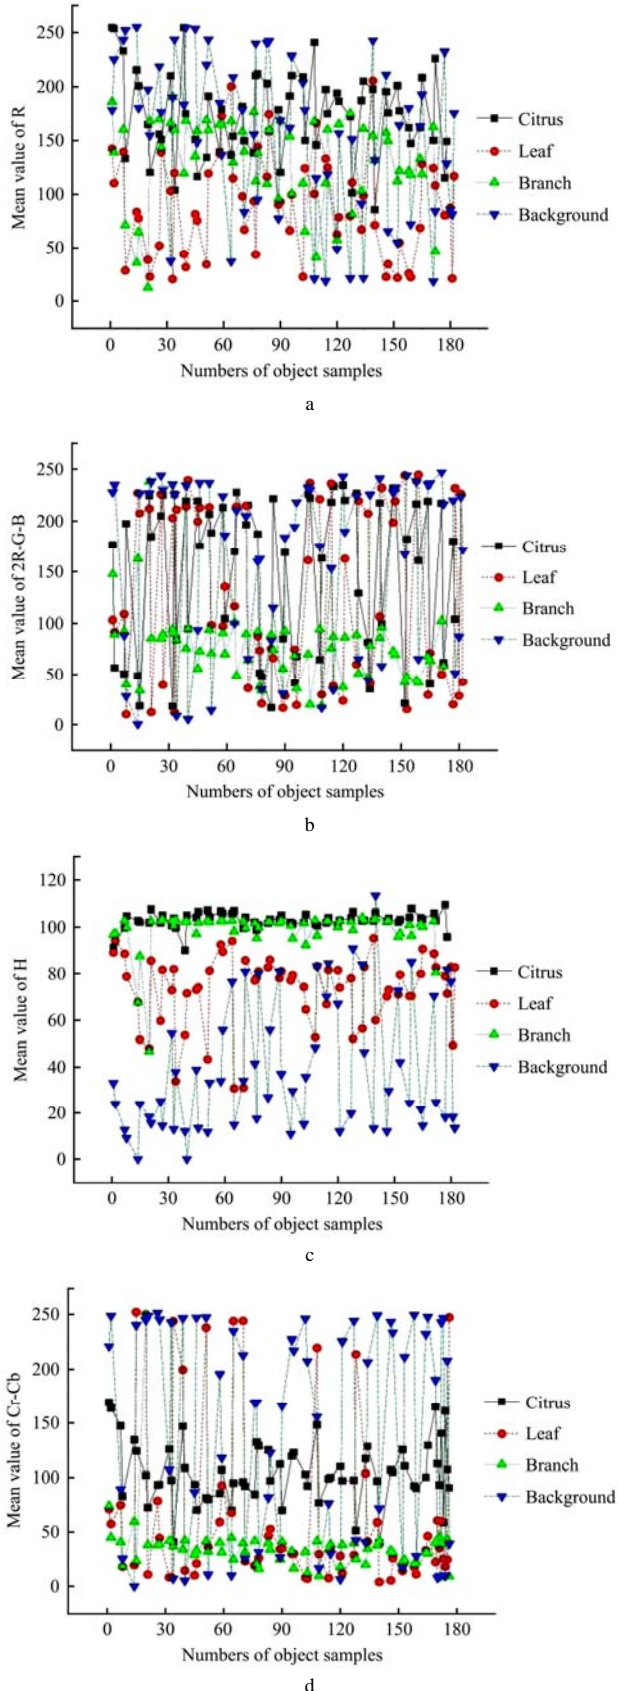 250
200
150
100
50
0
Mean value of R
0 30 60 90 120 150 180
Numbers of object samples
Citrus
Leaf
Branch
Background
a
250
200
150
100
50
0
Mean value of 2R-G-B
0 30 60 90 120 150 180
Numbers of object samples
Citrus
Leaf
Branch
Background
b
120
100
80
60
40
20
0
Mean value of H
0 30 60 90 120 150 180
Numbers of object samples
Citrus
Leaf
Branch
Background
c
250
200
150
100
50
0
Mean value of Cr-Cb
0 30 60 90 120 150 180
Numbers of object samples
Citrus
Leaf
Branch
Background
d